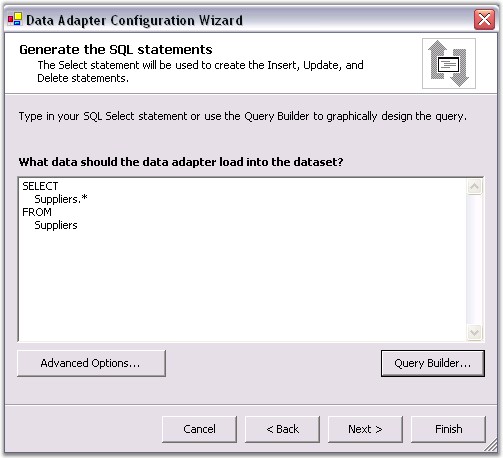 Data Adapter Configuration Wizard
Generate the SQL statements
The Select statement will be used to create the Insert, Update, and
Delete statements.
Type in your SQL Select statement or use the Query Builder to graphically design the query.
What data should the data adapter load into the dataset?
SELECT
Suppliers.*
FROM
Suppliers
Advanced Options...
Query Builder...
Cancel
< Back
Next >
Finish